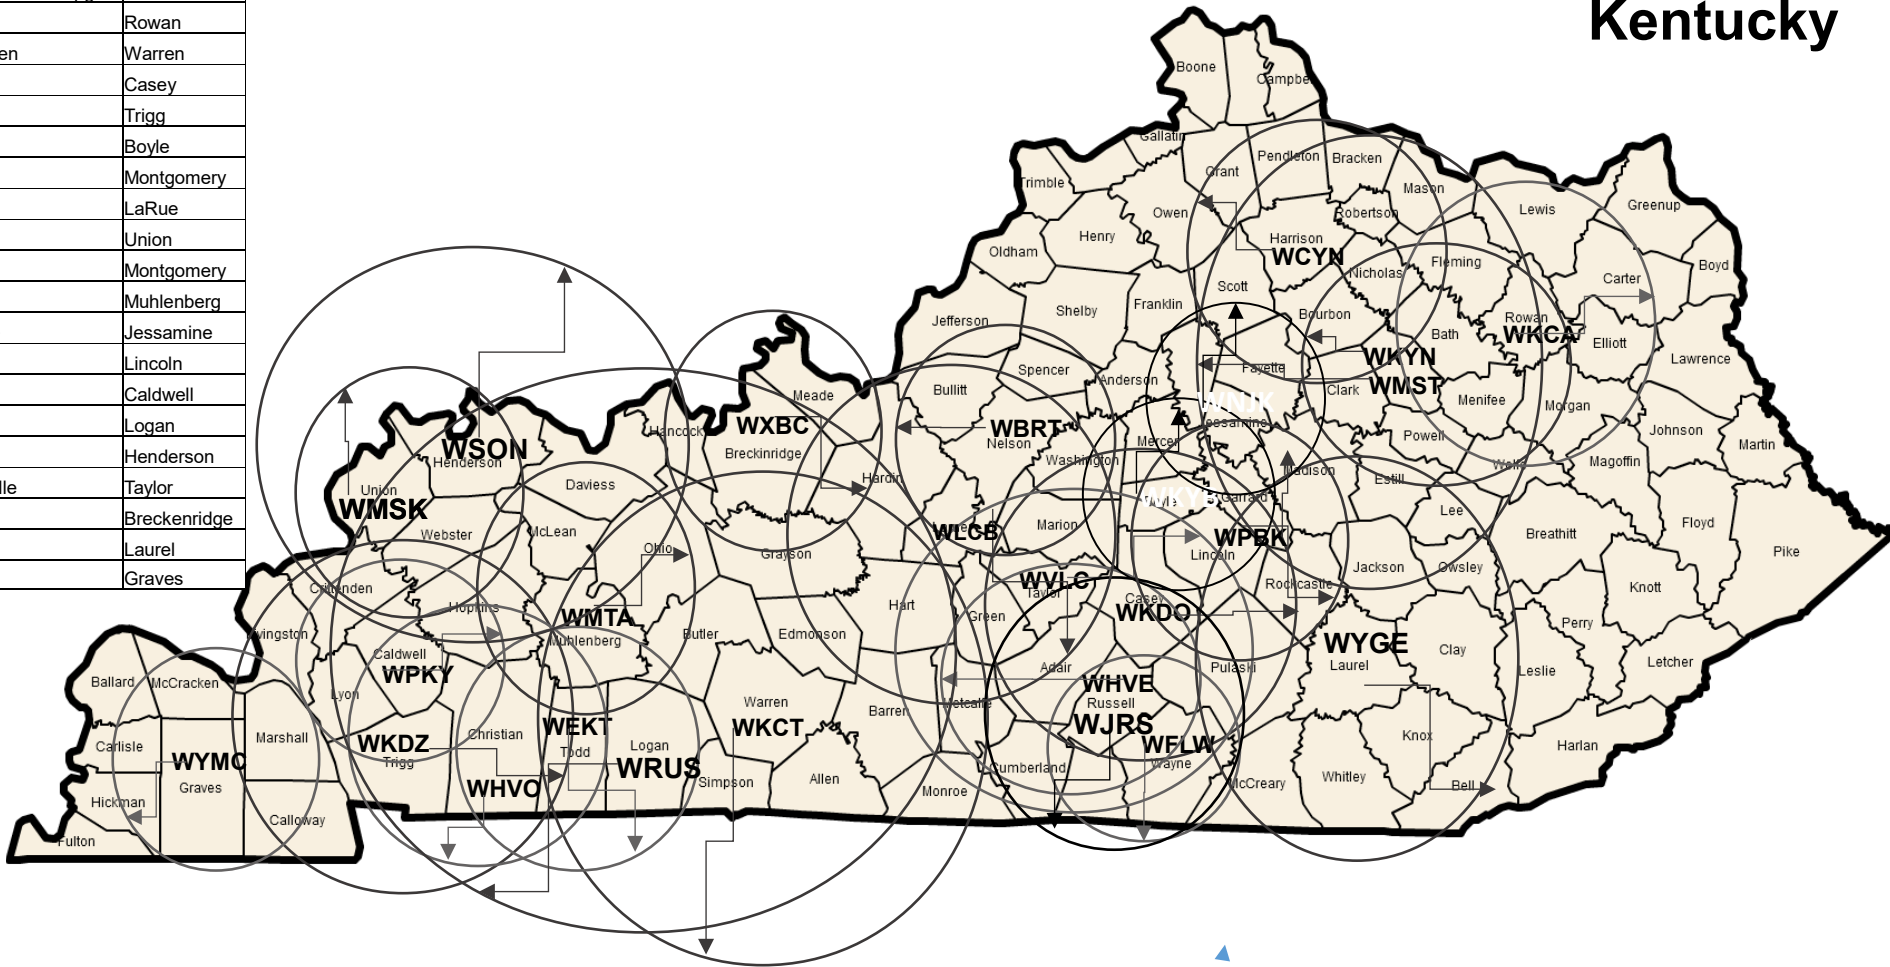 Kentucky
Rowan
en Warren
Casey
Trigg
Boyle
Montgomery
LaRue
Union
Montgomery
Muhlenberg
Jessamine
Lincoln
Caldwell
Logan
Henderson
lle Taylor
Breckenridge
Laurel
Graves
Boone
Campbe
Gallatin
Grant
Pendleton
Bracken
Trimble
Mason
Owen
Robertson
Lewis
Greenup
Henry
Harrison
Oldham
WCYN
Fleming
Nicholas
Boyd
Carter
Scott
Franklin
Shelby
Jefferson
Bourbon
Rowan
WKCA
Bath
Elliott
WKYN
Lawrence
Fayette
Spencer
Anderson
WMST
Clark
Bullitt
Meade
Menifee
Morgan
WNJK
Jessamine
WXBC
WBRT
Hancock
Nelson
Mercer
Powell
Johnson
Martin
WSON
Henderson
Breckinridge
Washington
Wolfe
Magoffin
Madison
Hardin
Estill
Daviess
Union
WMSK
Garrard
Lee
Floyd
Marion
WLCB
McLean
Webster
WPBK
Breathitt
Ohio
Grayson
Lincoln
Pike
Jackson
Owsley
WVLC
Taylor
Rockcastle
Knott
Crittenden
Casey
Hopkins
Hart
WKDO
Green
WMTA
Muhlenberg
Perry
Livingston
Butler
Edmonson
WYGE
Laurel
Clay
Caldwell
WPKY
Adair
Pulaski
Leslie
Letcher
Ballard
McCracken
WHVE
Russell
Lyon
Metcalfe
Warren
WKCT
Barren
WJRS
WEKT
Todd
Christian
Logan
WRUS
Marshall
Carlisle
WKDZ
Trigg
WFLW
Wayne
Knox
Harlan
WYMC
Graves
Cumberland
Whitley
McCreary
Simpson
Allen
Bell
WHVO
Monroe
Hickman
Calloway
Fulton